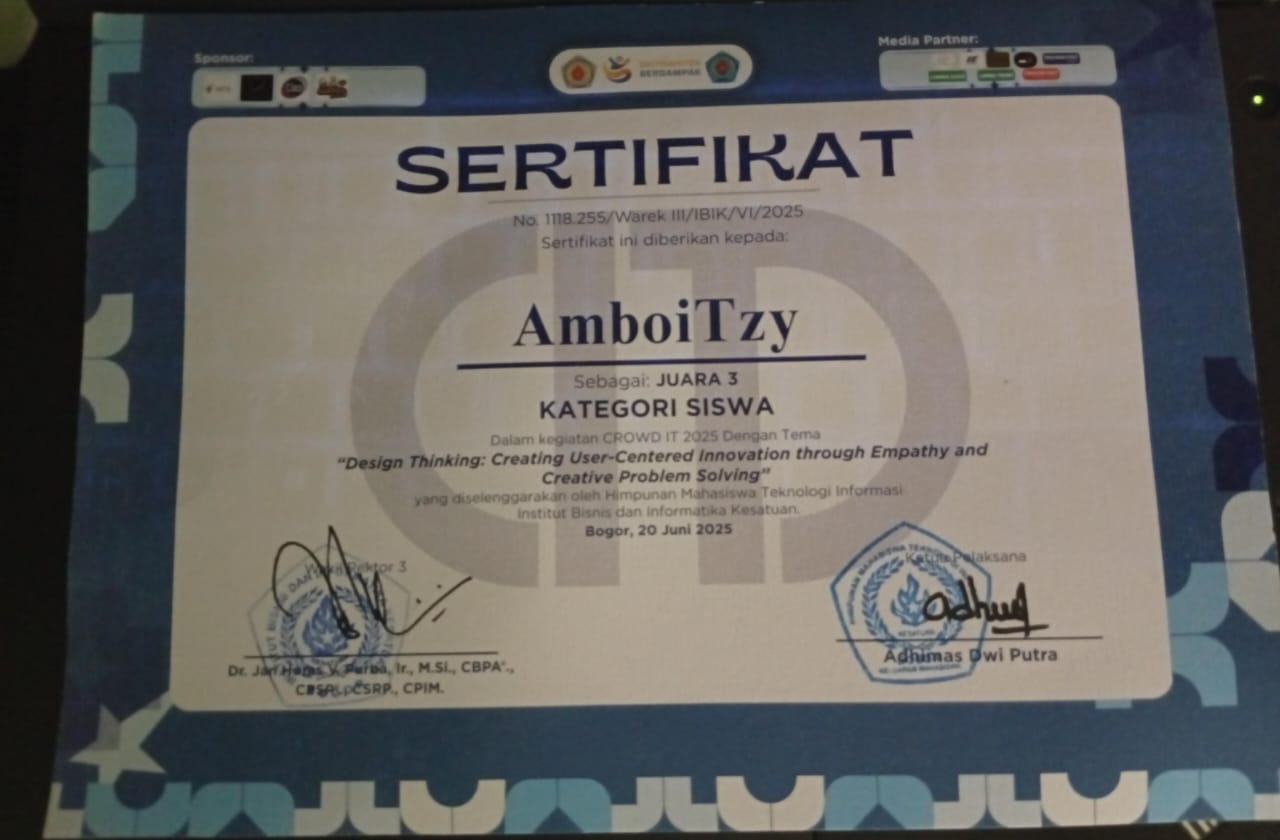 Sponsor:
Media Partner:
BERDAMPAK
SERTIFIKAT
No. 1118.255/Warek III/IBIK/VI/2025
Sertifikat ini diberikan kepada:
AmboiTzy
Sebagai: JUARA 3
KATEGORI SISWA
Dalam kegiatan CROWD IT 2025 Dengan Tema
"Design Thinking: Creating User-Centered Innovation through Empathy and
Creative Problem Solving"
yang diselenggarakan oleh Himpunan Mahasiswa Teknologi Informasi
Institut Bisnis dan Informatika Kesatuan.
Bogor, 20 Juni 2025
Wakil Rektor 3
Ketua Pelaksana
Adhimas Dwi Putra
Dr. Jan V. Purba, Ir., M.Si., CBPA.,
CSRP., CPIM.